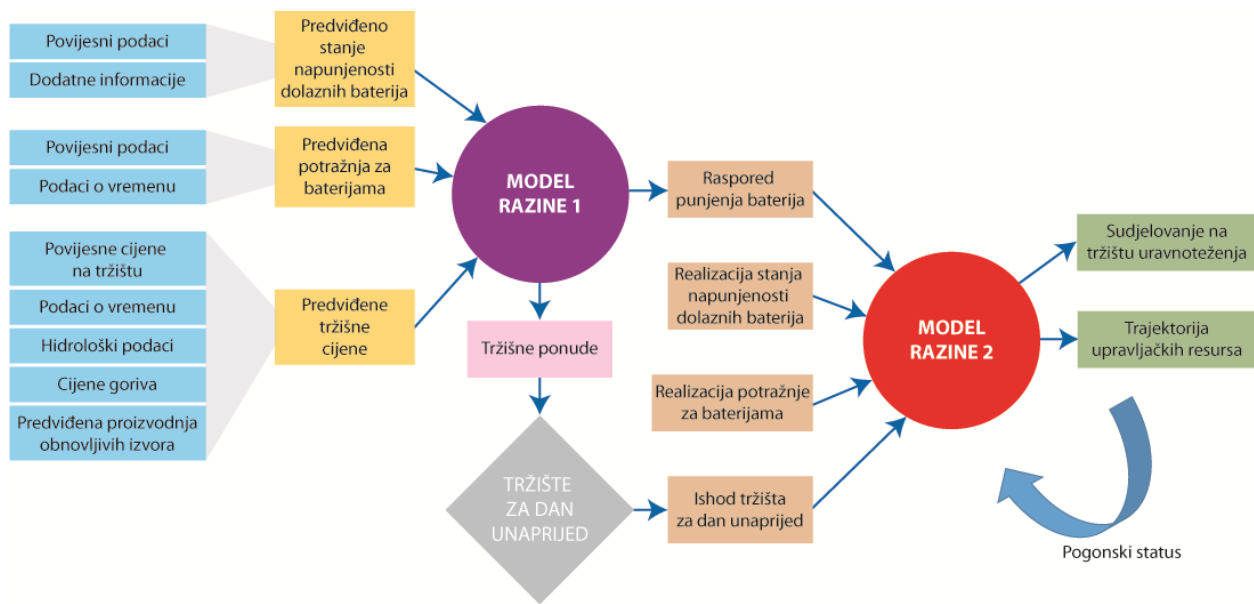 Povijesni podaci
Dodatne informacije
Predviđeno
stanje
napunjenosti
dolaznih baterija
Povijesni podaci
Podaci o vremenu
Predviđena
potražnja za
baterijama
Povijesne cijene
na tržištu
Podaci o vremenu
Hidrološki podaci
Cijene goriva
Predviđena proizvodnja
obnovljivih izvora
Predviđene
tržišne
cijene
MODEL
RAZINE 1
Tržišne ponude
TRŽIŠTE
ZA DAN
UNAPRIJED
Raspored
punjenja baterija
Realizacija stanja
napunjenosti
dolaznih baterija
Realizacija potražnje
za baterijama
Ishod tržišta
za dan unaprijed
MODEL
RAZINE 2
Sudjelovanje na
tržištu uravnoteženja
Trajektorija
upravljačkih resursa
Pogonski status